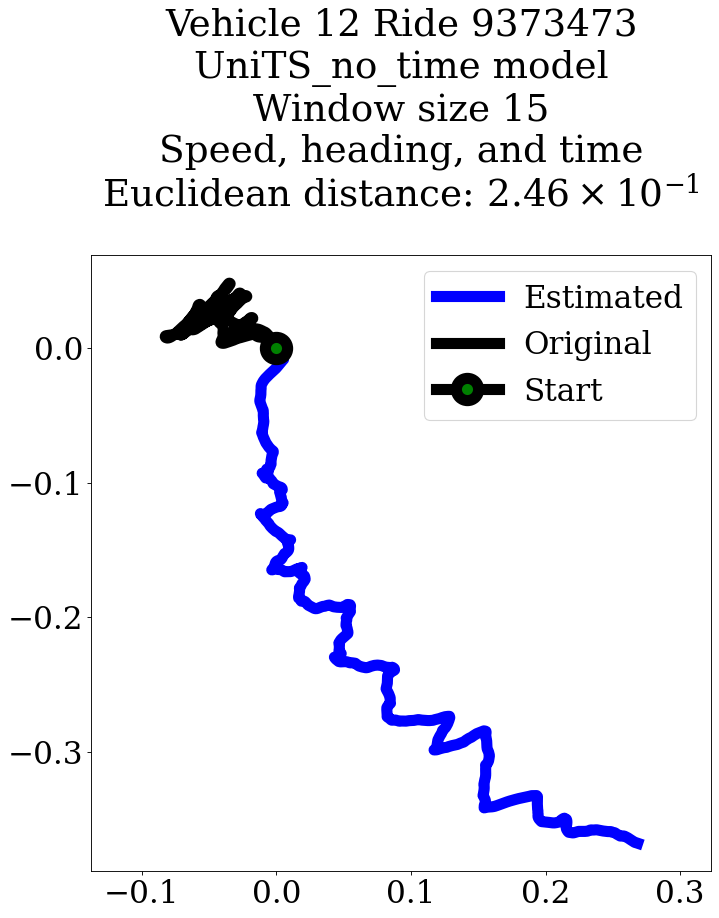 Vehicle 12 Ride 9373473
UniTS_no_time model
Window size 15
Speed, heading, and time
Euclidean distance: 2.46 × 10⁻¹
Estimated
Original
Start
0.0
−0.1
−0.2
−0.3
−0.1 0.0 0.1 0.2 0.3